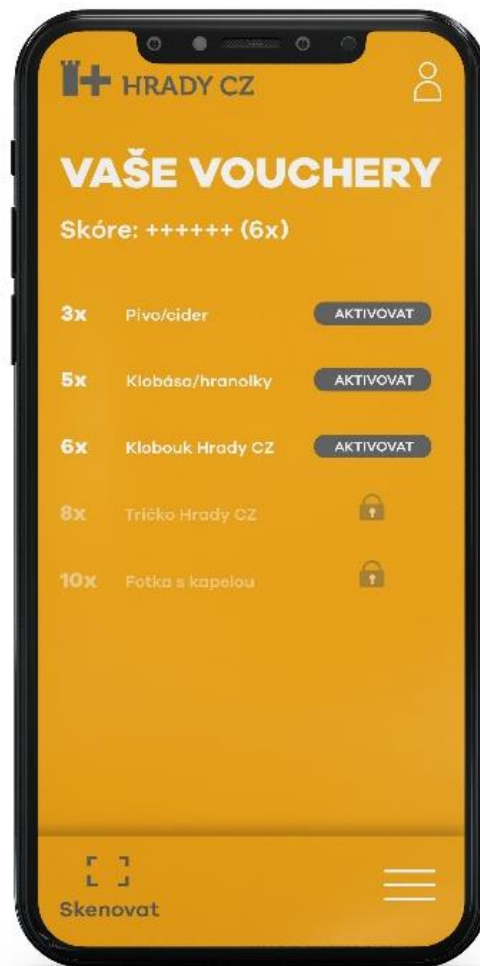 HRADY CZ
VAŠE VOUCHERY
Skóre: ++++++ (6x)
3x Pivo/cider AKTIVOVAT
5x Klobása/hranolky AKTIVOVAT
6x Klobouk Hrady CZ AKTIVOVAT
8x Tričko Hrady CZ
10x Fotka s kapelou
Skenovat